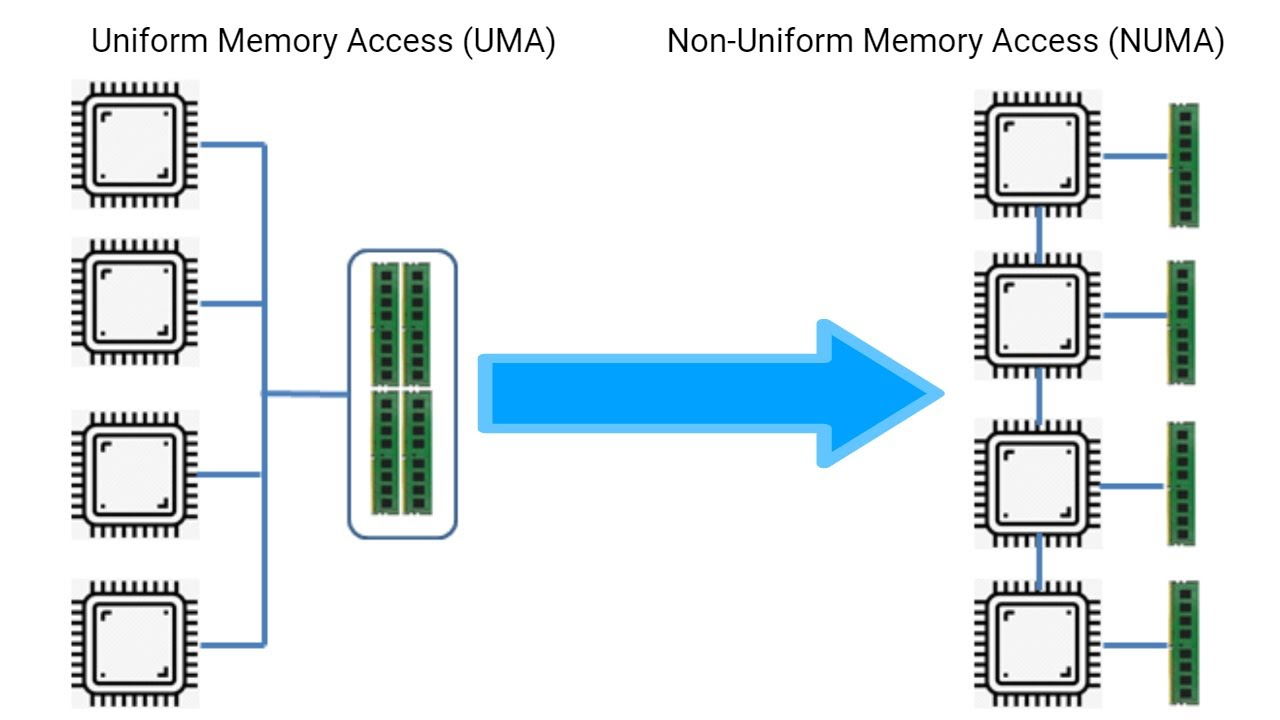 Uniform Memory Access (UMA)
Non-Uniform Memory Access (NUMA)